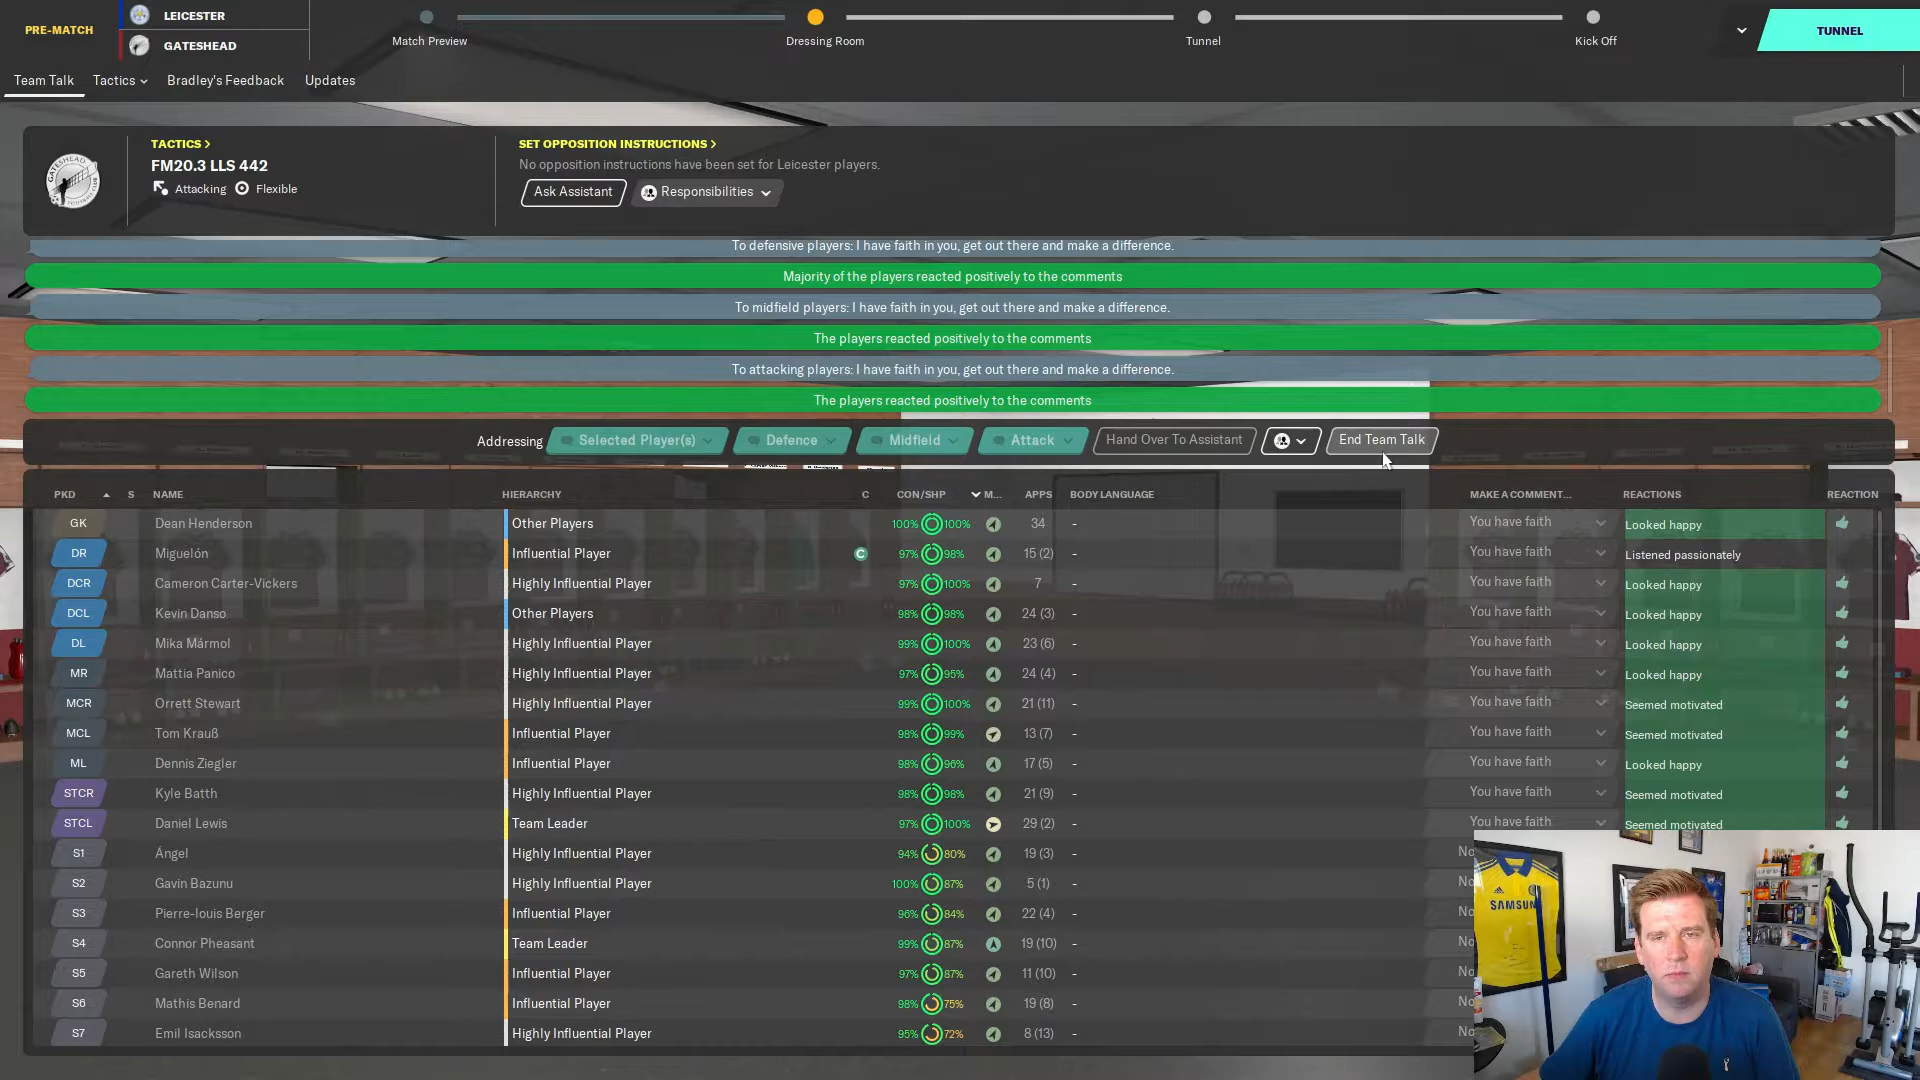 PRE-MATCH
LEICESTER
GATESHEAD
Match Preview
Dressing Room
Tunnel
Kick Off
TUNNEL
Team Talk
Tactics
Bradley's Feedback
Updates
TACTICS >
FM20.3 LLS 442
Attacking
Flexible
SET OPPOSITION INSTRUCTIONS >
No opposition instructions have been set for Leicester players.
Ask Assistant
Responsibilities
To defensive players: I have faith in you, get out there and make a difference.
Majority of the players reacted positively to the comments
To midfield players: I have faith in you, get out there and make a difference.
The players reacted positively to the comments
To attacking players: I have faith in you, get out there and make a difference.
The players reacted positively to the comments
Addressing Selected Player(s) Defence Midfield Attack Hand Over To Assistant End Team Talk
PKD S NAME HIERARCHY C CON/SHP M... APPS BODY LANGUAGE MAKE A COMMENT... REACTIONS REACTION
GK Dean Henderson Other Players 100% 100% 34 - You have faith Looked happy
DR Miguelón Influential Player C 97% 98% 15 (2) - You have faith Listened passionately
DCR Cameron Carter-Vickers Highly Influential Player 97% 100% 7 - You have faith Looked happy
DCL Kevin Danso Other Players 98% 98% 24 (3) - You have faith Looked happy
DL Mika Mármol Highly Influential Player 99% 100% 23 (6) - You have faith Looked happy
MR Mattia Panico Highly Influential Player 97% 95% 24 (4) - You have faith Looked happy
MCR Orrett Stewart Highly Influential Player 99% 100% 21 (11) - You have faith Seemed motivated
MCL Tom Krauß Influential Player 98% 99% 13 (7) - You have faith Seemed motivated
ML Dennis Ziegler Influential Player 98% 96% 17 (5) - You have faith Looked happy
STCR Kyle Batth Highly Influential Player 98% 98% 21 (9) - You have faith Seemed motivated
STCL Daniel Lewis Team Leader 97% 100% 29 (2) - You have faith Seemed motivated
S1 Ángel Highly Influential Player 94% 80% 19 (3) - No
S2 Gavin Bazunu Highly Influential Player 100% 87% 5 (1) - No
S3 Pierre-louis Berger Influential Player 96% 84% 22 (4) - No
S4 Connor Pheasant Team Leader 99% 87% 19 (10) - No
S5 Gareth Wilson Influential Player 97% 87% 11 (10) - No
S6 Mathis Benard Influential Player 98% 75% 19 (8) - No
S7 Emil Isacksson Highly Influential Player 95% 72% 8 (13) - No
SAMSUNG